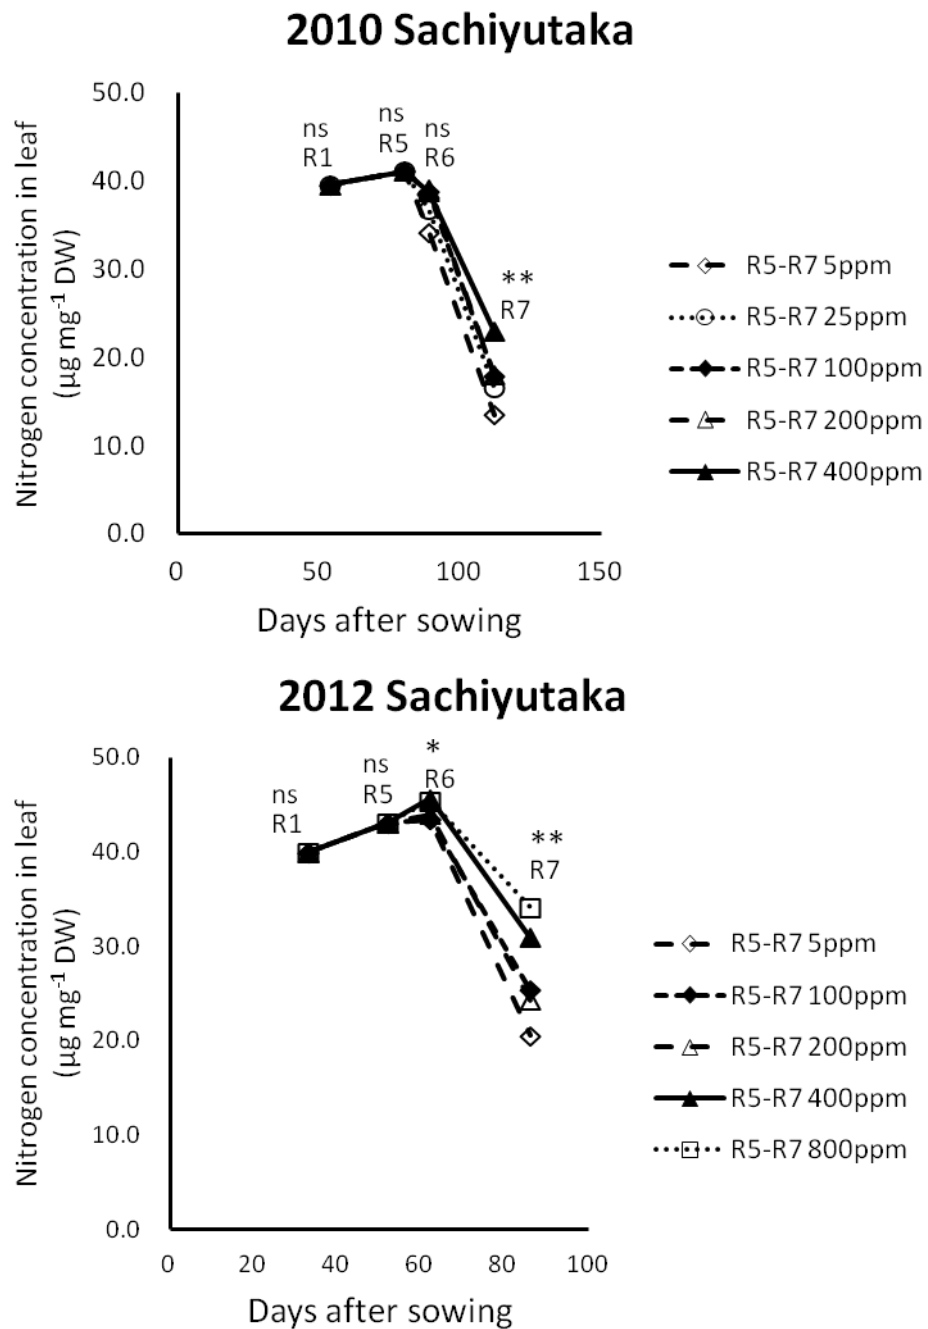 2010 Sachiyutaka
Nitrogen concentration in leaf
(µg mg⁻¹ DW)
50.0
40.0
30.0
20.0
10.0
0.0
ns
R1
ns
R5
ns
R6
**
R7
0
50
100
150
Days after sowing
R5-R7 5ppm
R5-R7 25ppm
R5-R7 100ppm
R5-R7 200ppm
R5-R7 400ppm
2012 Sachiyutaka
Nitrogen concentration in leaf
(µg mg⁻¹ DW)
50.0
40.0
30.0
20.0
10.0
0.0
ns
R1
ns
R5
*
R6
**
R7
0
20
40
60
80
100
Days after sowing
R5-R7 5ppm
R5-R7 100ppm
R5-R7 200ppm
R5-R7 400ppm
R5-R7 800ppm